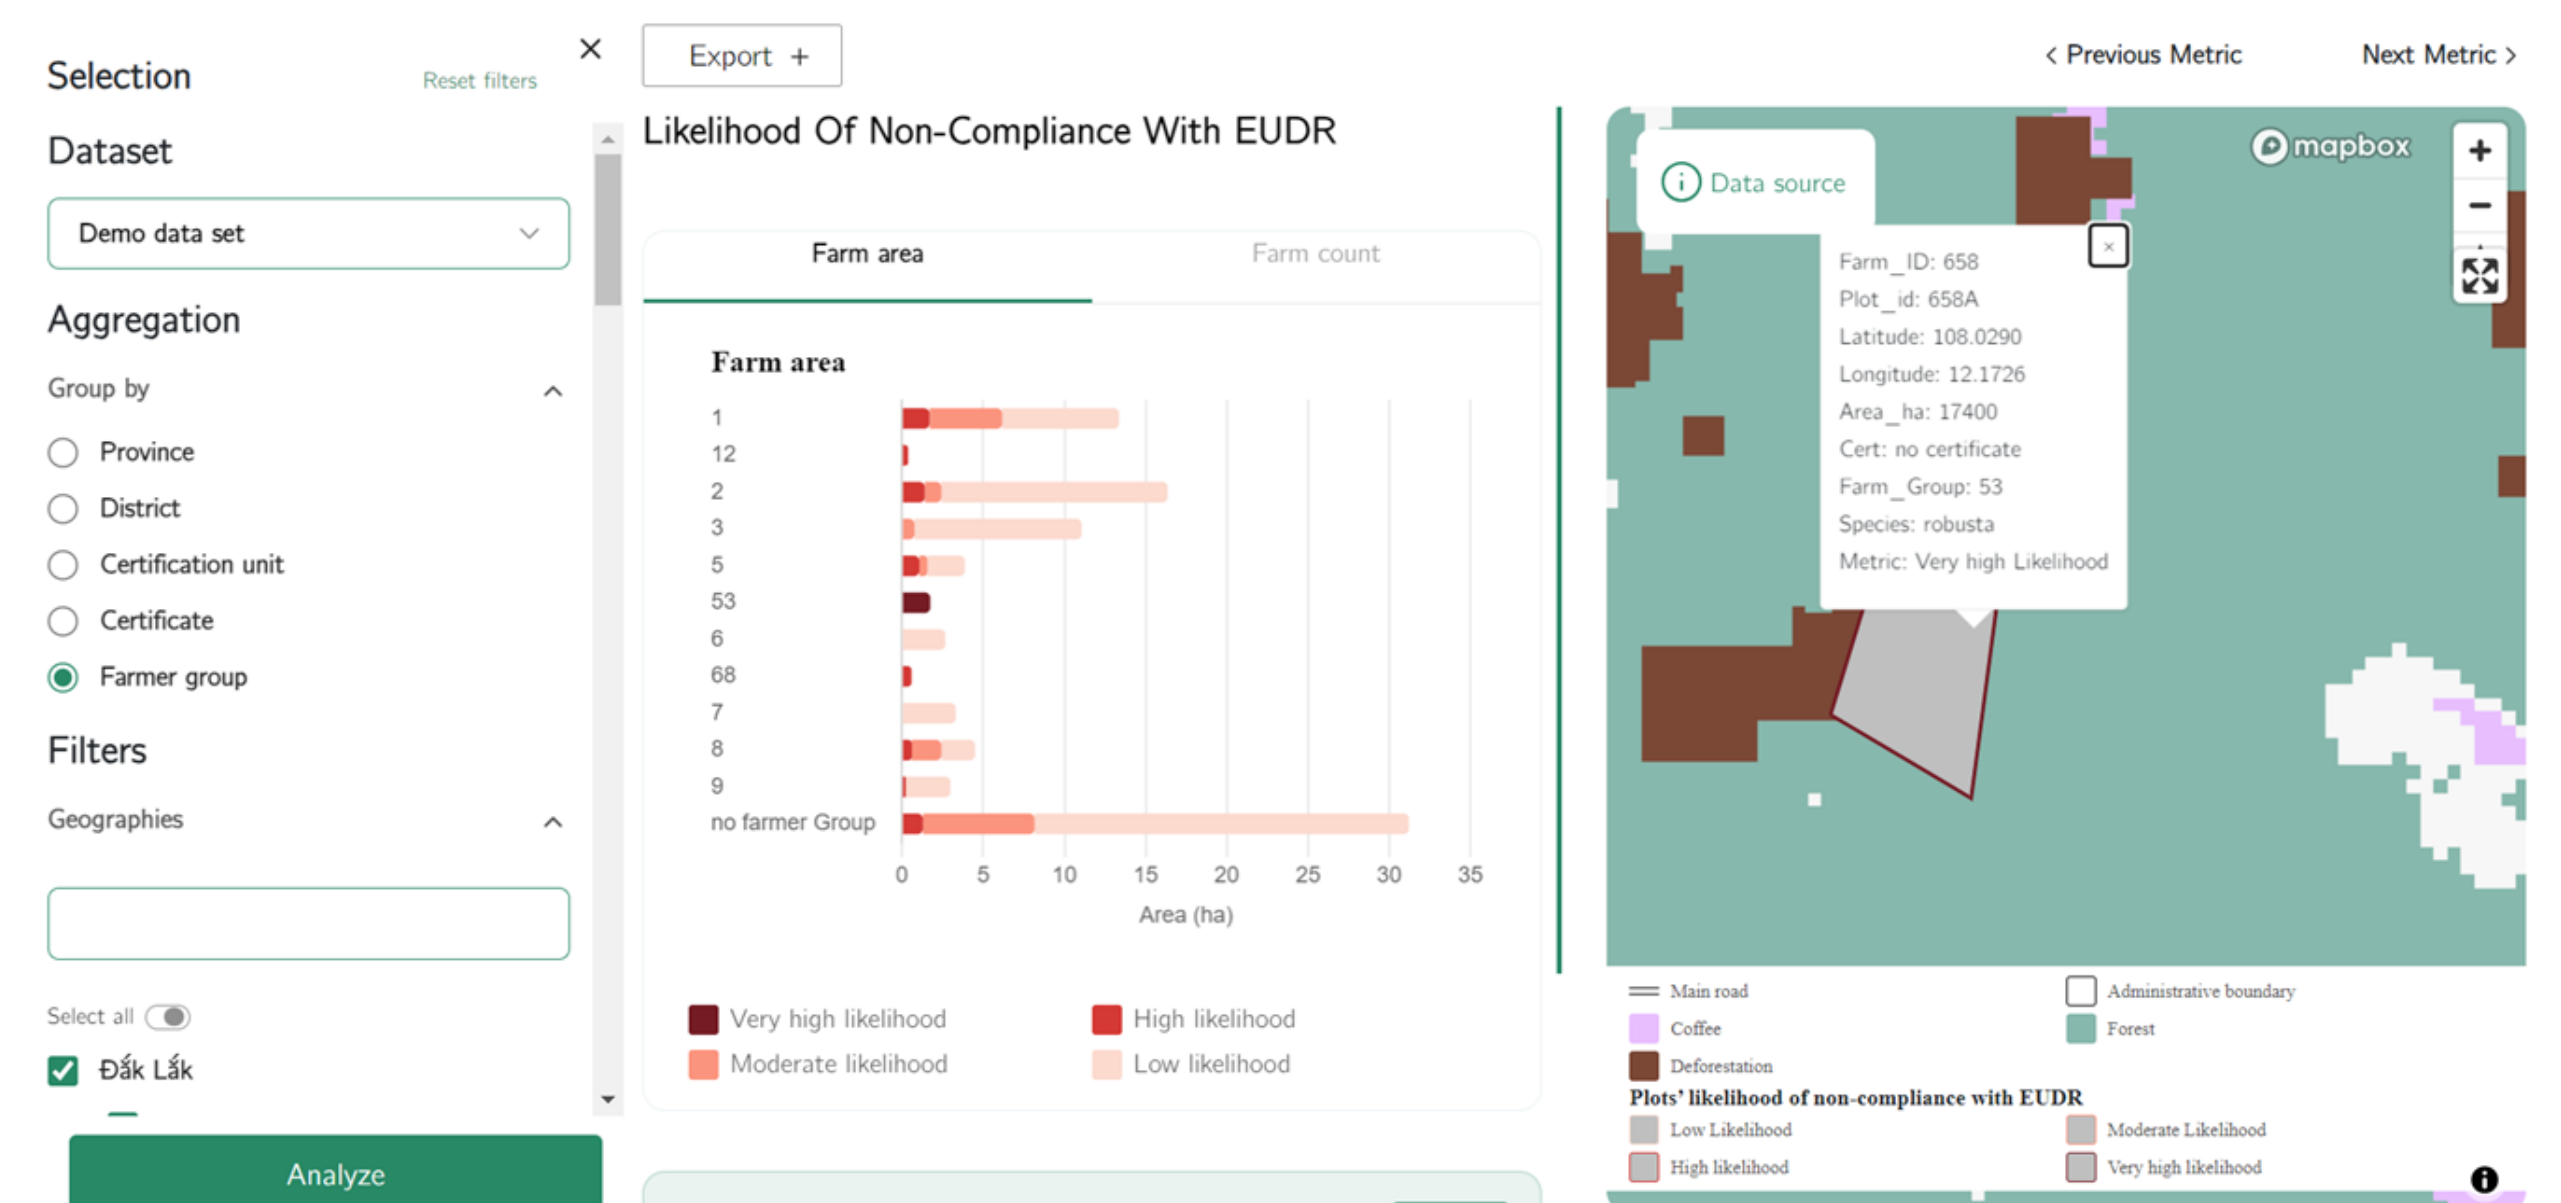 Selection
Reset filters
Dataset
Demo data set
Aggregation
Group by
Province
District
Certification unit
Certificate
Farmer group
Filters
Geographies
Select all
Đắk Lắk
Analyze
Export +
Likelihood Of Non-Compliance With EUDR
Farm area
Farm count
Farm area
1
12
2
3
5
53
6
68
7
8
9
no farmer Group
0 5 10 15 20 25 30 35
Area (ha)
Very high likelihood
High likelihood
Moderate likelihood
Low likelihood
< Previous Metric
Next Metric >
Data source
mapbox
Farm_ID: 658
Plot_id: 658A
Latitude: 108.0290
Longitude: 12.1726
Area_ha: 17400
Cert: no certificate
Farm_Group: 53
Species: robusta
Metric: Very high Likelihood
Main road
Administrative boundary
Coffee
Forest
Deforestation
Plots’ likelihood of non-compliance with EUDR
Low Likelihood
Moderate Likelihood
High likelihood
Very high likelihood